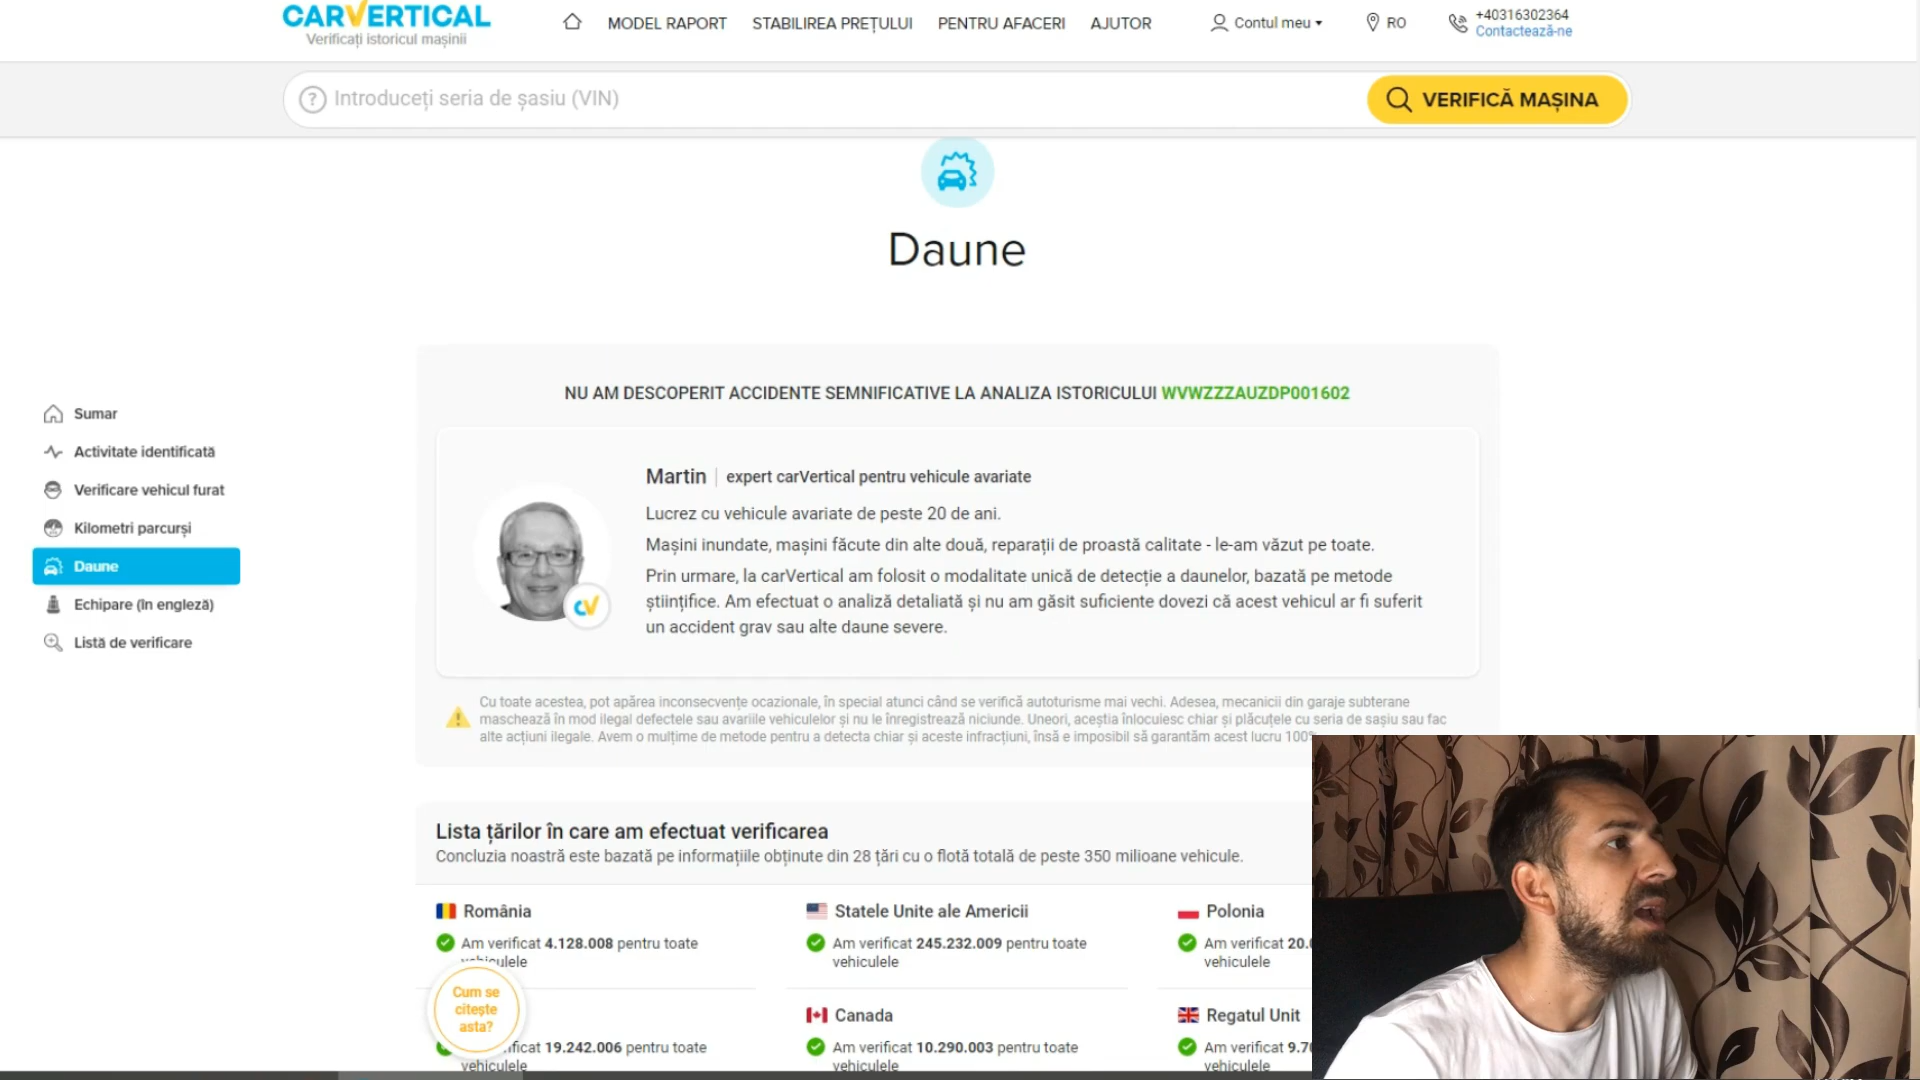 CARVERTICAL
Verificați istoricul mașinii
MODEL RAPORT
STABILIREA PREȚULUI
PENTRU AFACERI
AJUTOR
Contul meu
RO
+40316302364
Contactează-ne
? Introduceți seria de șasiu (VIN)
VERIFICĂ MAȘINA
Daune
Sumar
Activitate identificată
Verificare vehicul furat
Kilometri parcurși
Daune
Echipare (în engleză)
Listă de verificare
NU AM DESCOPERIT ACCIDENTE SEMNIFICATIVE LA ANALIZA ISTORICULUI WVWZZZAUZDP001602
Martin | expert carVertical pentru vehicule avariate
Lucrez cu vehicule avariate de peste 20 de ani.
Mașini inundate, mașini făcute din alte două, reparații de proastă calitate - le-am văzut pe toate.
Prin urmare, la carVertical am folosit o modalitate unică de detecție a daunelor, bazată pe metode
științifice. Am efectuat o analiză detaliată și nu am găsit suficiente dovezi că acest vehicul ar fi suferit
un accident grav sau alte daune severe.
cV
Cu toate acestea, pot apărea inconsecvențe ocazionale, în special atunci când se verifică autoturisme mai vechi. Adesea, mecanicii din garaje subterane
maschează în mod ilegal defectele sau avariile vehiculelor și nu le înregistrează niciunde. Uneori, aceștia înlocuiesc chiar și plăcuțele cu seria de sașiu sau fac
alte acțiuni ilegale. Avem o mulțime de metode pentru a detecta chiar și aceste infracțiuni, însă e imposibil să garantăm acest lucru 100%
Lista țărilor în care am efectuat verificarea
Concluzia noastră este bazată pe informațiile obținute din 28 țări cu o flotă totală de peste 350 milioane vehicule.
România
Am verificat 4.128.008 pentru toate
vehiculele
Statele Unite ale Americii
Am verificat 245.232.009 pentru toate
vehiculele
Polonia
Am verificat 20.
vehiculele
Cum se
citește
asta?
19.242.006 pentru toate
vehiculele
Canada
Am verificat 10.290.003 pentru toate
vehiculele
Regatul Unit
Am verificat 9.
vehiculele